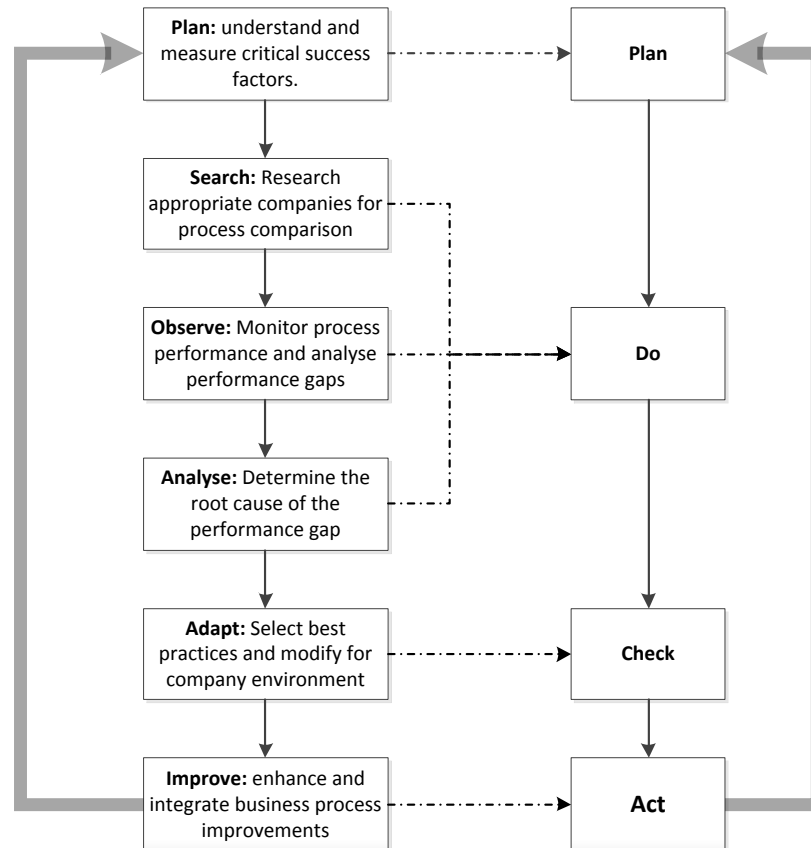 Plan: understand and
measure critical success
factors.
Plan
Search: Research
appropriate companies for
process comparison
Observe: Monitor process
performance and analyse
performance gaps
Do
Analyse: Determine the
root cause of the
performance gap
Adapt: Select best
practices and modify for
company environment
Check
Improve: enhance and
integrate business process
improvements
Act